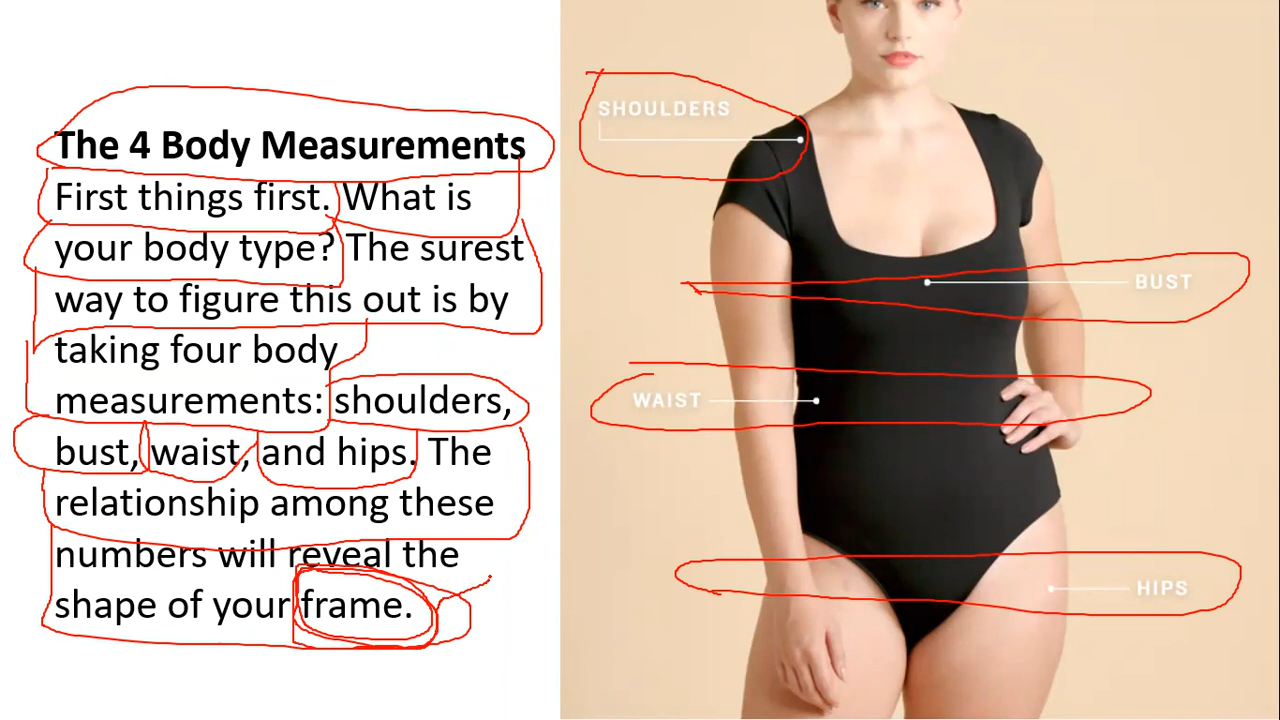 The 4 Body Measurements
First things first. What is
your body type? The surest
way to figure this out is by
taking four body
measurements: shoulders,
bust, waist, and hips. The
relationship among these
numbers will reveal the
shape of your frame.
SHOULDERS
BUST
WAIST
HIPS